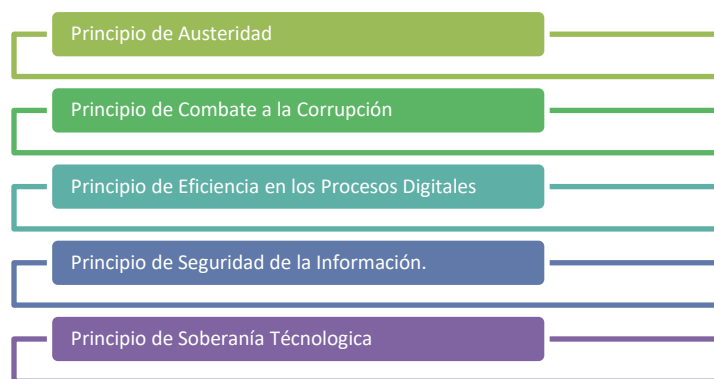 Principio de Austeridad
Principio de Combate a la Corrupción
Principio de Eficiencia en los Procesos Digitales
Principio de Seguridad de la Información.
Principio de Soberanía Técnologica